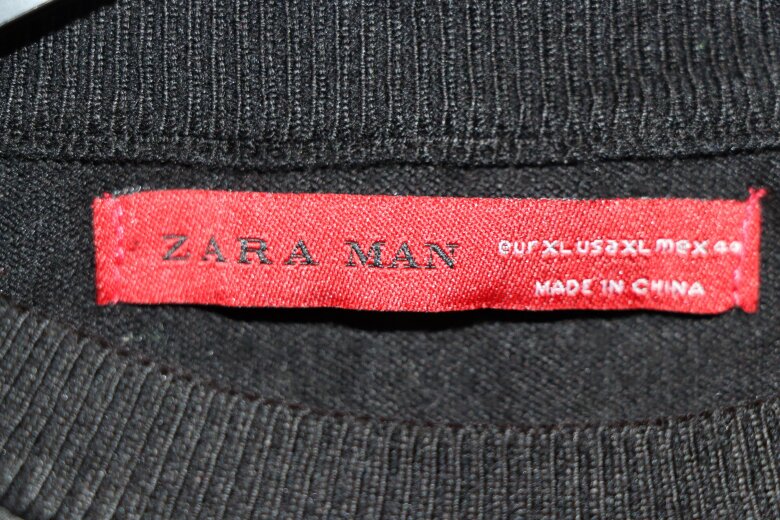 ZARA MAN
eur XL usa XL mex 44
MADE IN CHINA